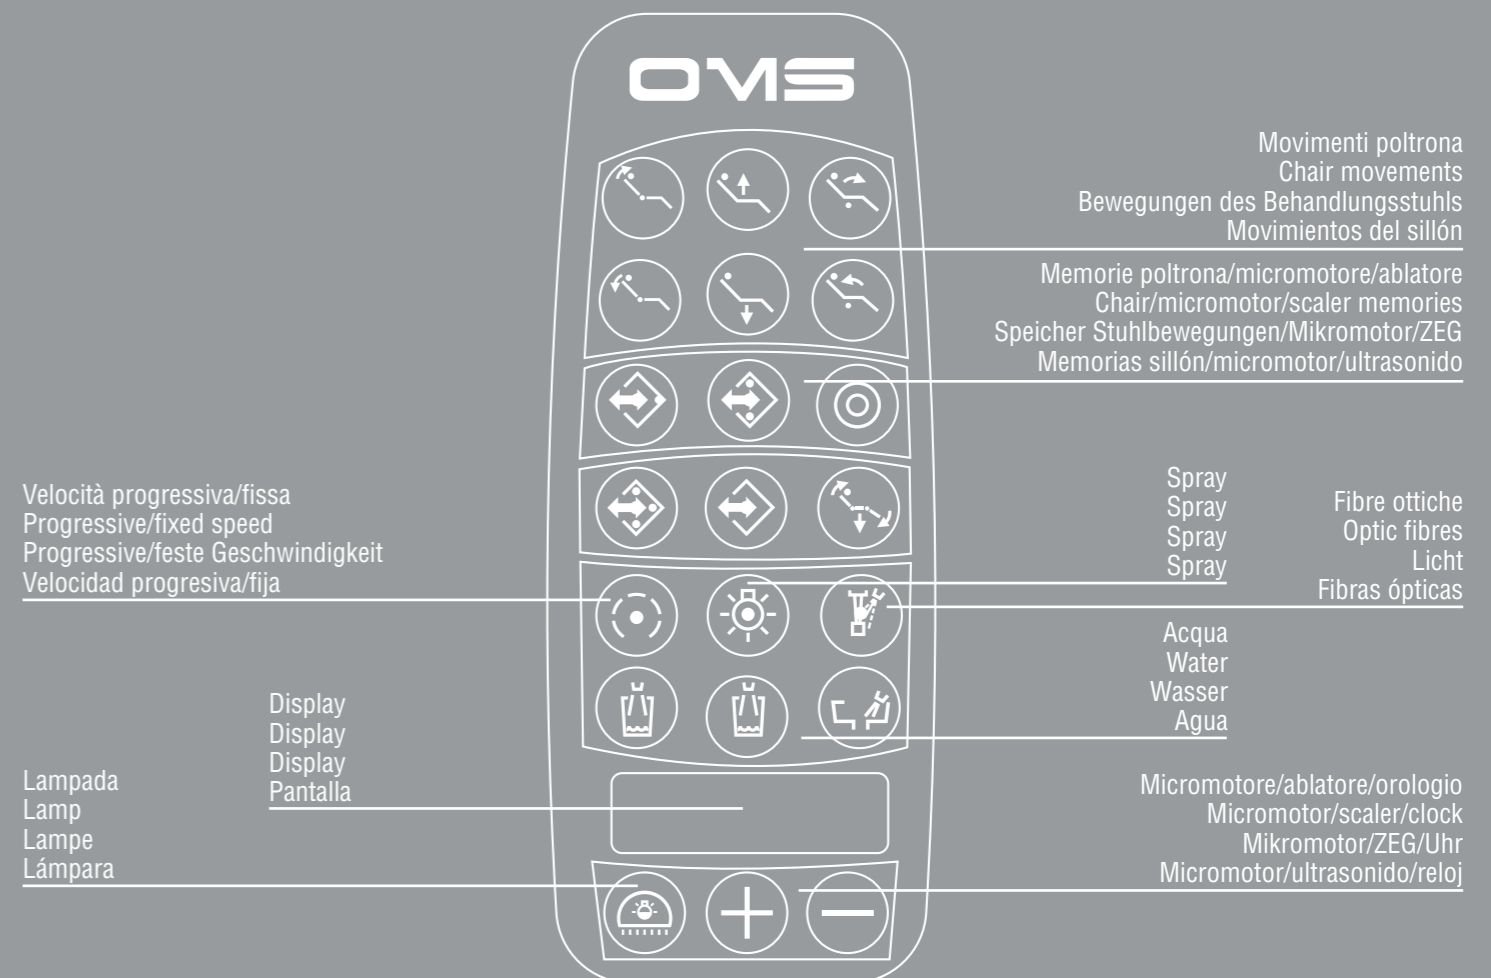 OMS
Movimenti poltrona
Chair movements
Bewegungen des Behandlungsstuhls
Movimientos del sillón
Memorie poltrona/micromotore/ablatore
Chair/micromotor/scaler memories
Speicher Stuhlbewegungen/Mikromotor/ZEG
Memorias sillón/micromotor/ultrasonido
Velocità progressiva/fissa
Progressive/fixed speed
Progressive/feste Geschwindigkeit
Velocidad progresiva/fija
Spray
Spray
Spray
Spray
Fibre ottiche
Optic fibres
Licht
Fibras ópticas
Acqua
Water
Wasser
Agua
Display
Display
Display
Pantalla
Lampada
Lamp
Lampe
Lámpara
Micromotore/ablatore/orologio
Micromotor/scaler/clock
Mikromotor/ZEG/Uhr
Micromotor/ultrasonido/reloj